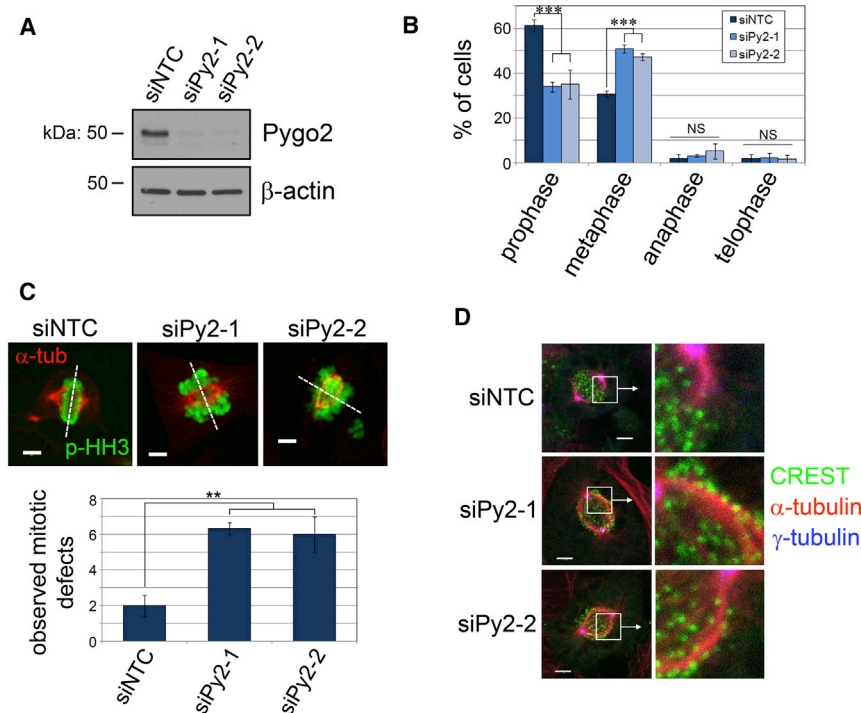 A
siNTC
siPy2-1
siPy2-2
kDa: 50
Pygo2
50
β-actin
B
% of cells
60
40
20
0
***
***
NS
NS
siNTC
siPy2-1
siPy2-2
prophase
metaphase
anaphase
telophase
C
siNTC
siPy2-1
siPy2-2
α-tub
p-HH3
observed mitotic
defects
8
6
4
2
0
**
siNTC
siPy2-1
siPy2-2
D
siNTC
siPy2-1
siPy2-2
CREST
α-tubulin
γ-tubulin